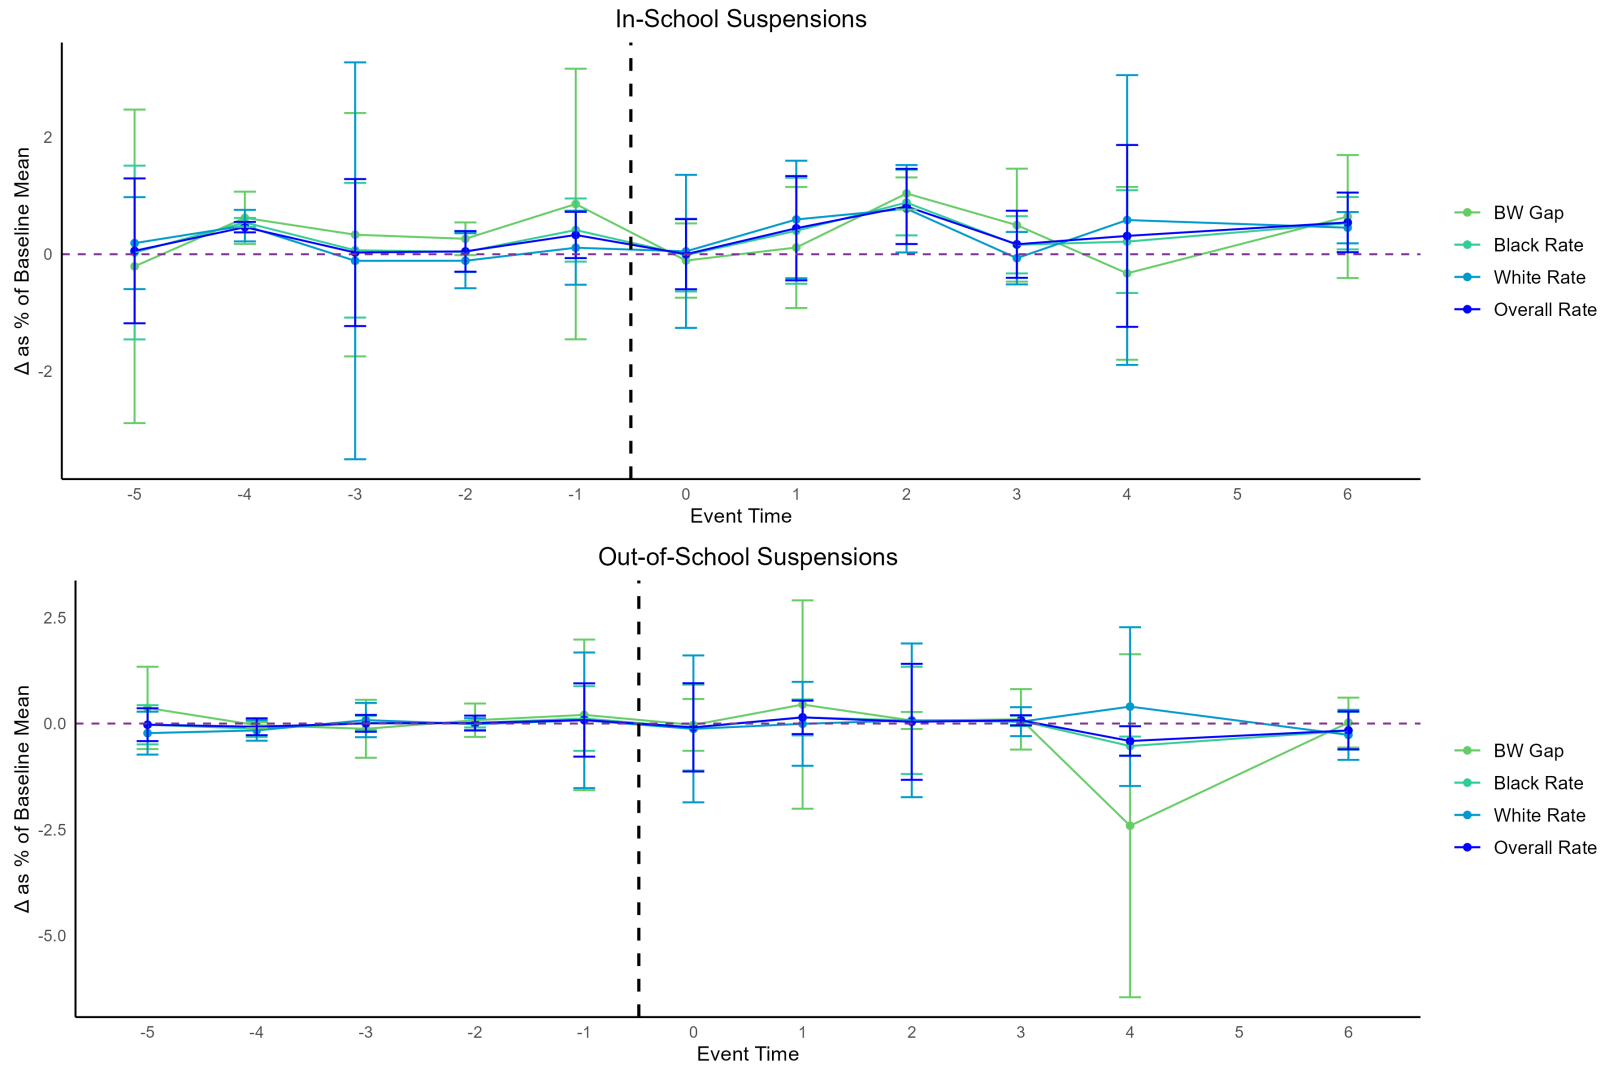 In-School Suspensions
Δ as % of Baseline Mean
2
0
-2
-5 -4 -3 -2 -1 0 1 2 3 4 5 6
Event Time
BW Gap
Black Rate
White Rate
Overall Rate
Out-of-School Suspensions
Δ as % of Baseline Mean
2.5
0.0
-2.5
-5.0
-5 -4 -3 -2 -1 0 1 2 3 4 5 6
Event Time
BW Gap
Black Rate
White Rate
Overall Rate